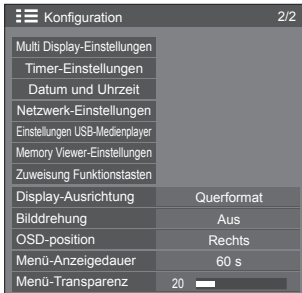 Konfiguration 2/2
Multi Display-Einstellungen
Timer-Einstellungen
Datum und Uhrzeit
Netzwerk-Einstellungen
Einstellungen USB-Medienplayer
Memory Viewer-Einstellungen
Zuweisung Funktionstasten
Display-Ausrichtung Querformat
Bilddrehung Aus
OSD-position Rechts
Menü-Anzeigedauer 60 s
Menü-Transparenz 20